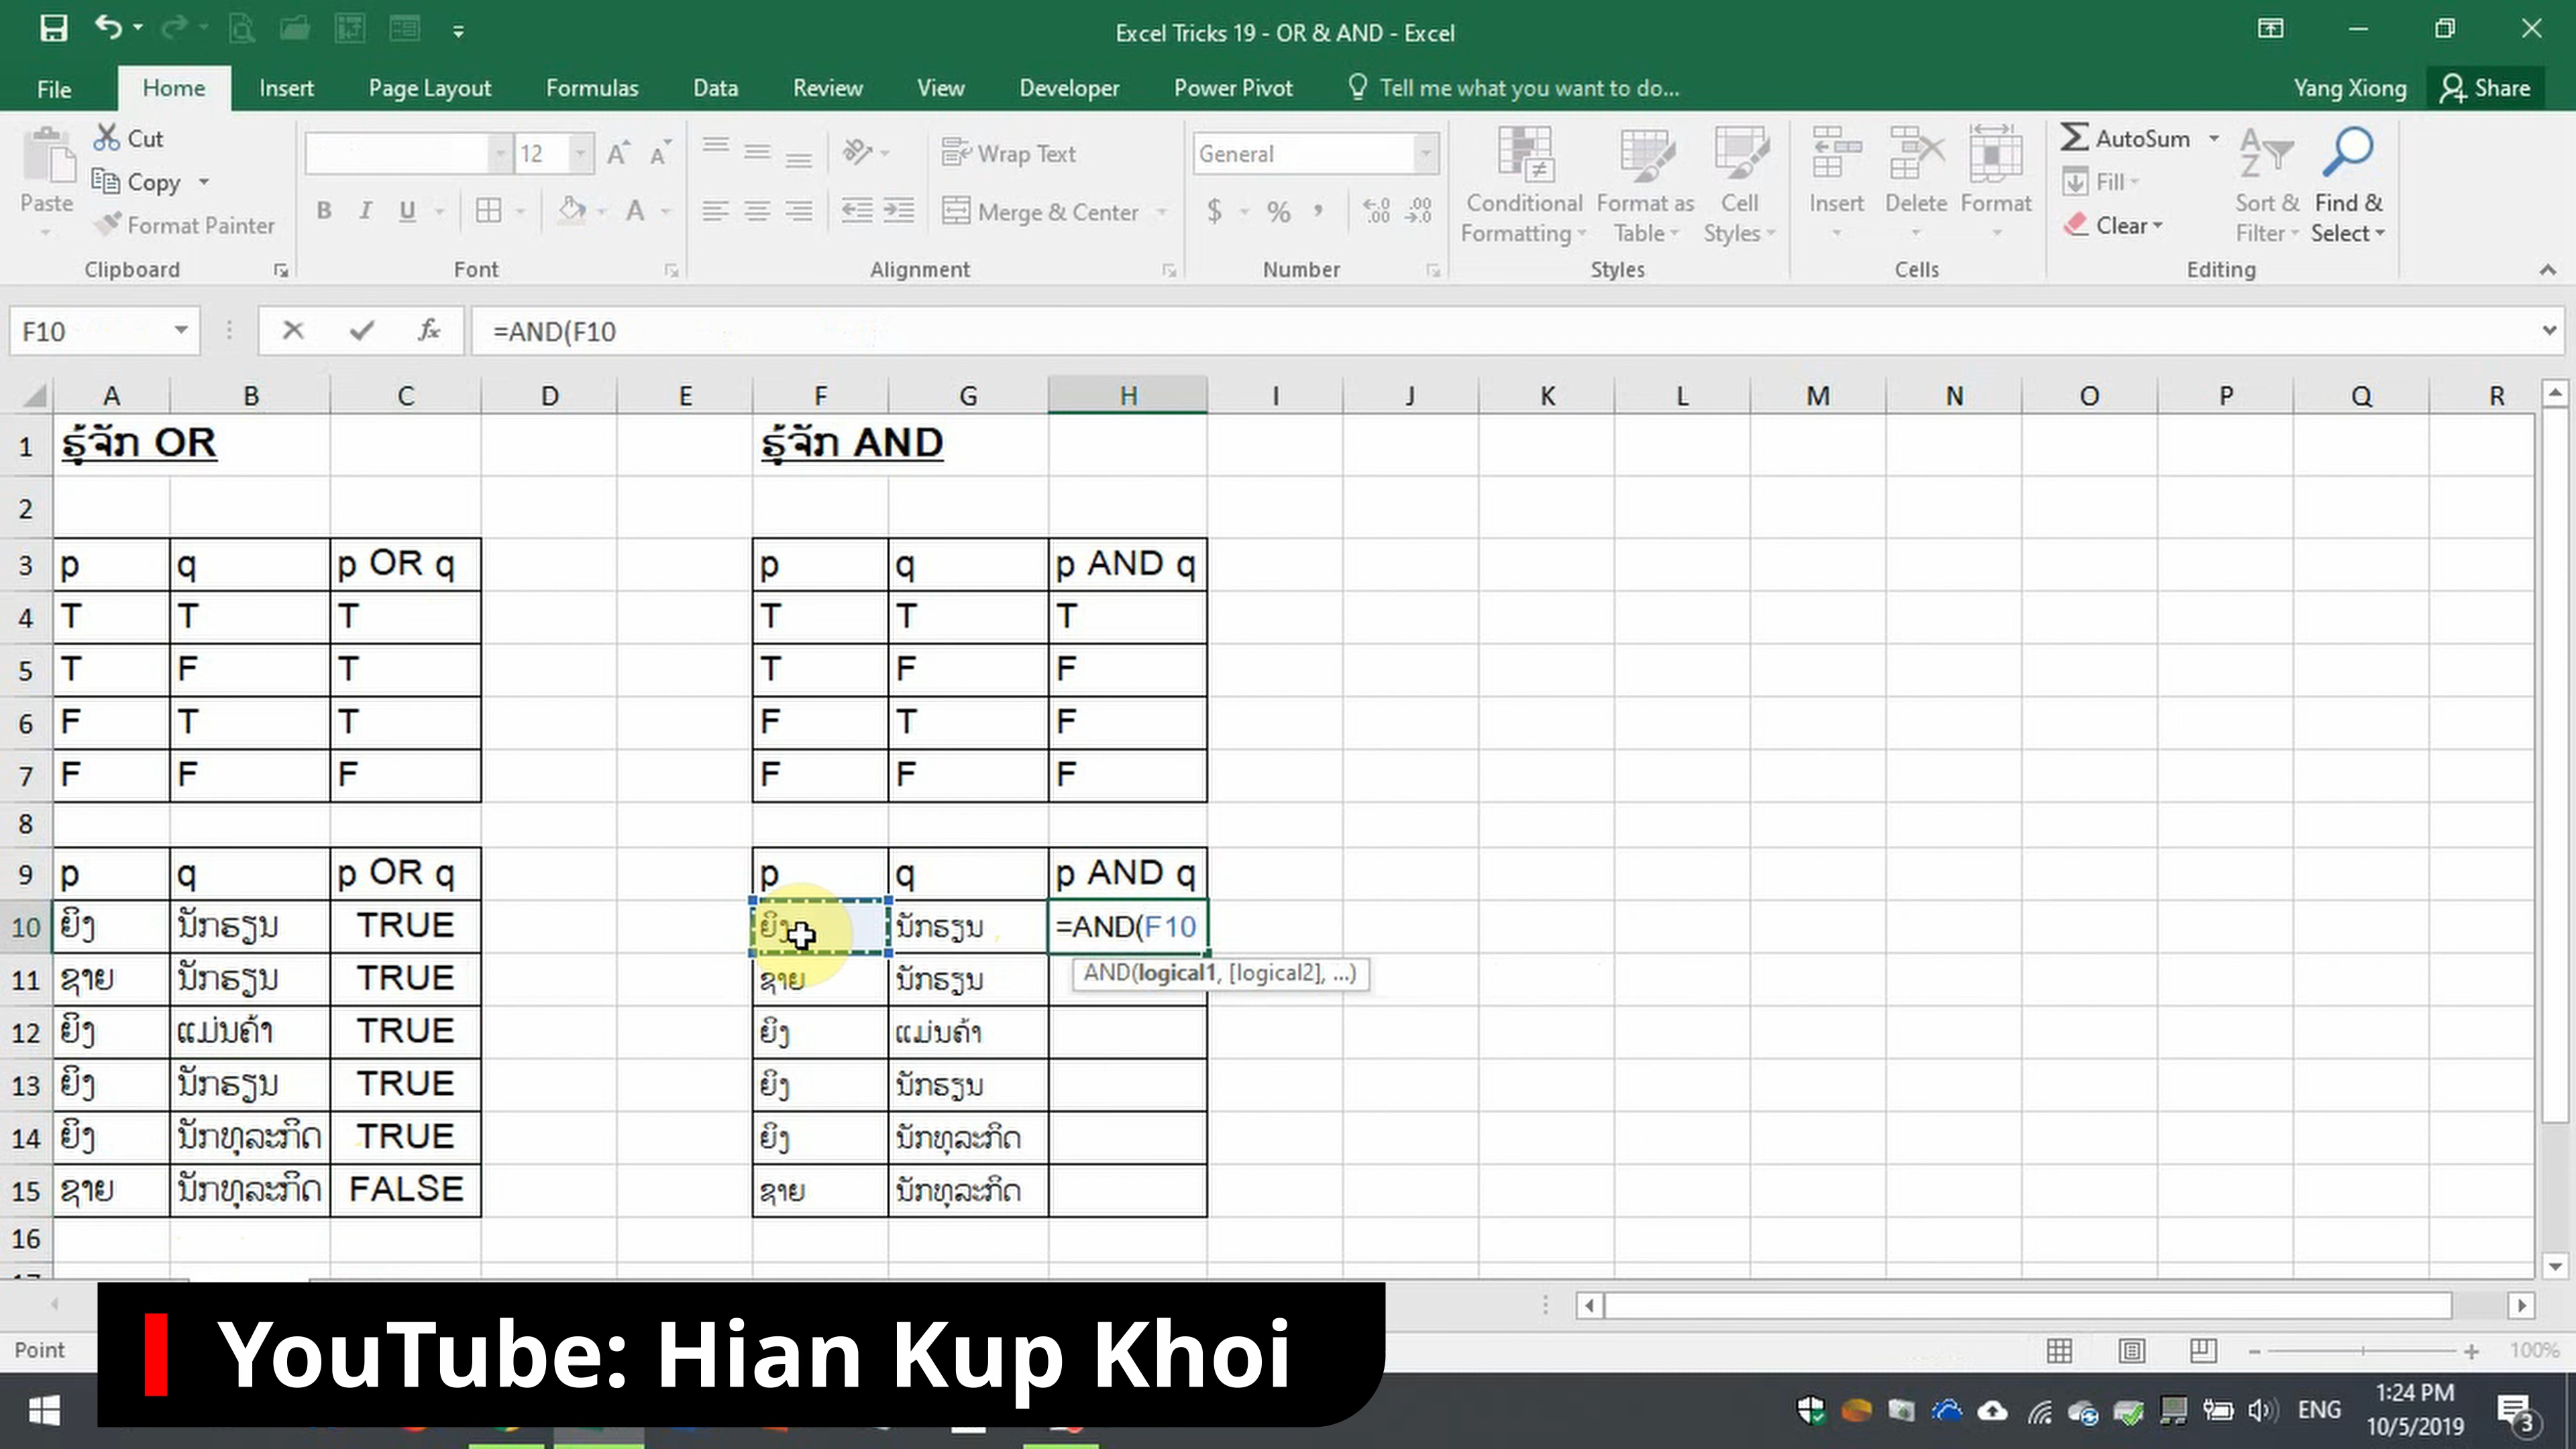 Excel Tricks 19 - OR & AND - Excel
File Home Insert Page Layout Formulas Data Review View Developer Power Pivot Tell me what you want to do... Yang Xiong Share
Paste Cut Copy Format Painter
12 General
Wrap Text Merge & Center
Conditional Formatting Format as Table Cell Styles
Insert Delete Format
AutoSum Fill Clear Sort & Filter Find & Select
Clipboard Font Alignment Number Styles Cells Editing
F10 =AND(F10
A B C D E F G H I J K L M N O P Q R
1 ຮູ້ຈັກ OR ຮູ້ຈັກ AND
2
3 p q p OR q p q p AND q
4 T T T T T T
5 T F T T F F
6 F T T F T F
7 F F F F F F
8
9 p q p OR q p q p AND q
10 ຍິງ ນັກຮຽນ TRUE ຍິງ ນັກຮຽນ =AND(F10
AND(logical1, [logical2], ...)
11 ຊາຍ ນັກຮຽນ TRUE ຊາຍ ນັກຮຽນ
12 ຍິງ ແມ່ນຄ້າ TRUE ຍິງ ແມ່ນຄ້າ
13 ຍິງ ນັກຮຽນ TRUE ຍິງ ນັກຮຽນ
14 ຍິງ ນັກທຸລະກິດ TRUE ຍິງ ນັກທຸລະກິດ
15 ຊາຍ ນັກທຸລະກິດ FALSE ຊາຍ ນັກທຸລະກິດ
16
Point 100%
YouTube: Hian Kup Khoi
ENG 1:24 PM
10/5/2019 3